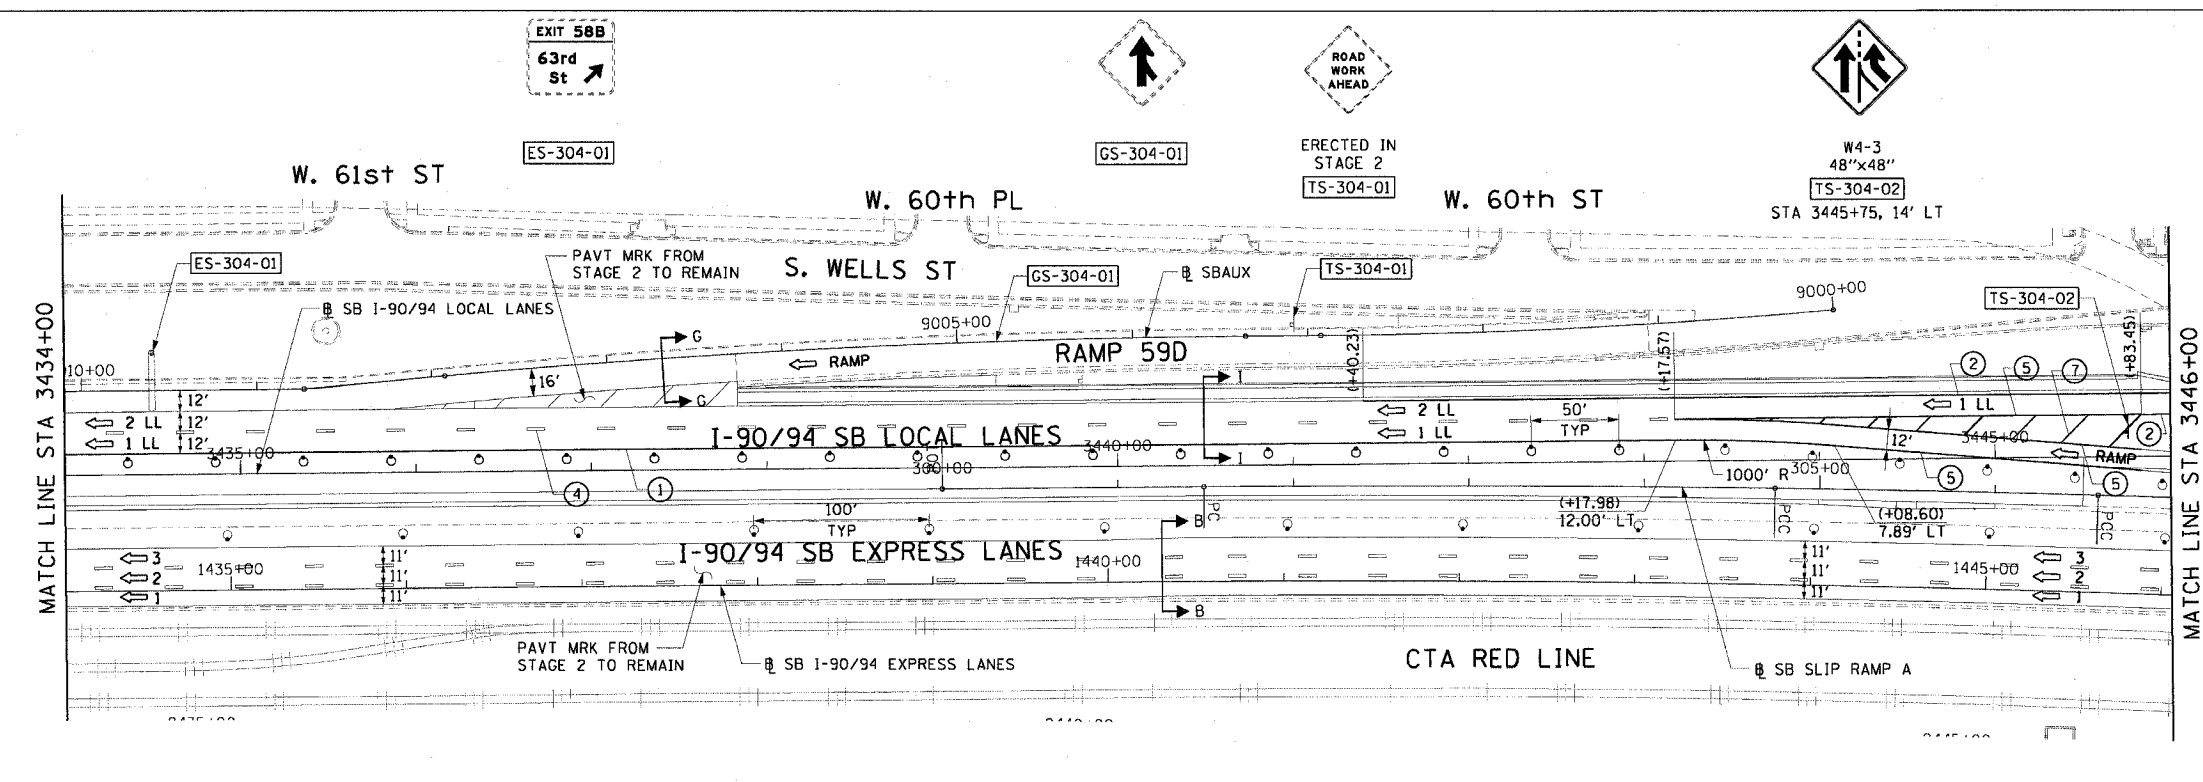 EXIT 58B
63rd
St
ES-304-01
GS-304-01
ROAD
WORK
AHEAD
ERECTED IN
STAGE 2
TS-304-01
W4-3
48"x48"
TS-304-02
STA 3445+75, 14' LT
W. 61st ST
W. 60th PL
W. 60th ST
S. WELLS ST
ES-304-01
PAVT MRK FROM
STAGE 2 TO REMAIN
GS-304-01
℄ SBAUX
TS-304-01
9000+00
TS-304-02
℄ SB I-90/94 LOCAL LANES
9005+00
G
RAMP
RAMP 59D
(+40.23)
(+17.57)
(+83.45)
10+00
16'
G
I
2
5
7
12'
2 LL
12'
1 LL
12'
3435+00
I-90/94 SB LOCAL LANES
3440+00
300+00
2 LL
1 LL
50'
TYP
1 LL
12'
3445+00
2
RAMP
I
1000' R
305+00
5
5
4
1
100'
TYP
PC
B
(+17.98)
12.00' LT
PCC
(+08.60)
7.89' LT
PCC
I-90/94 SB EXPRESS LANES
3
2
1
1435+00
11'
11'
11'
1440+00
B
11'
11'
11'
1445+00
3
2
1
PAVT MRK FROM
STAGE 2 TO REMAIN
℄ SB I-90/94 EXPRESS LANES
CTA RED LINE
℄ SB SLIP RAMP A
MATCH LINE STA 3434+00
MATCH LINE STA 3446+00